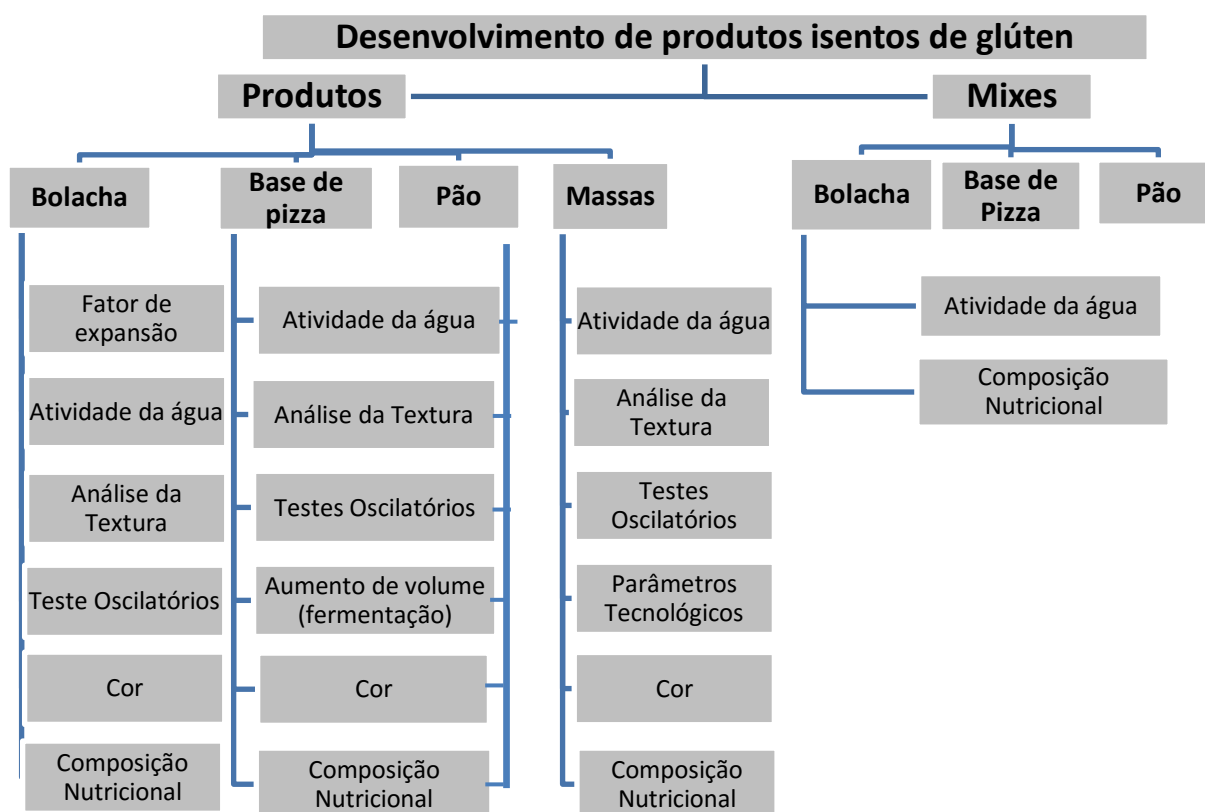 Desenvolvimento de produtos isentos de glúten
Produtos
Mixes
Bolacha
Base de
pizza
Pão
Massas
Bolacha
Base de
Pizza
Pão
Fator de
expansão
Atividade da água
Análise da
Textura
Teste Oscilatórios
Cor
Composição
Nutricional
Atividade da água
Análise da Textura
Testes Oscilatórios
Aumento de volume
(fermentação)
Cor
Composição
Nutricional
Atividade da água
Análise da
Textura
Testes
Oscilatórios
Parâmetros
Tecnológicos
Cor
Composição
Nutricional
Atividade da água
Composição
Nutricional